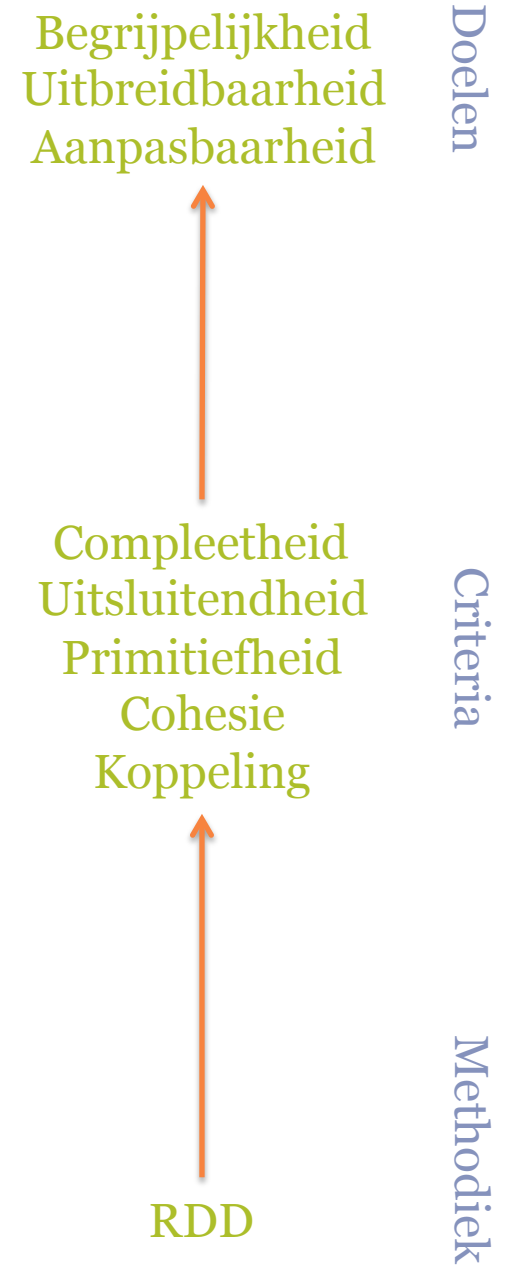 Begrijpelijkheid
Uitbreidbaarheid
Aanpasbaarheid
Doelen
Compleetheid
Uitsluitendheid
Primitiefheid
Cohesie
Koppeling
Criteria
RDD
Methodiek